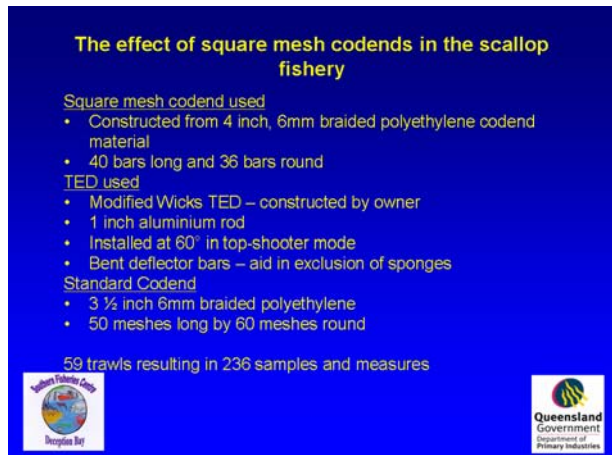 The effect of square mesh codends in the scallop
fishery
Square mesh codend used
• Constructed from 4 inch, 6mm braided polyethylene codend
material
• 40 bars long and 36 bars round
TED used
• Modified Wicks TED – constructed by owner
• 1 inch aluminium rod
• Installed at 60° in top-shooter mode
• Bent deflector bars – aid in exclusion of sponges
Standard Codend
• 3 ½ inch 6mm braided polyethylene
• 50 meshes long by 60 meshes round
59 trawls resulting in 236 samples and measures
Southern Fisheries Centre
Deception Bay
Queensland
Government
Department of
Primary Industries